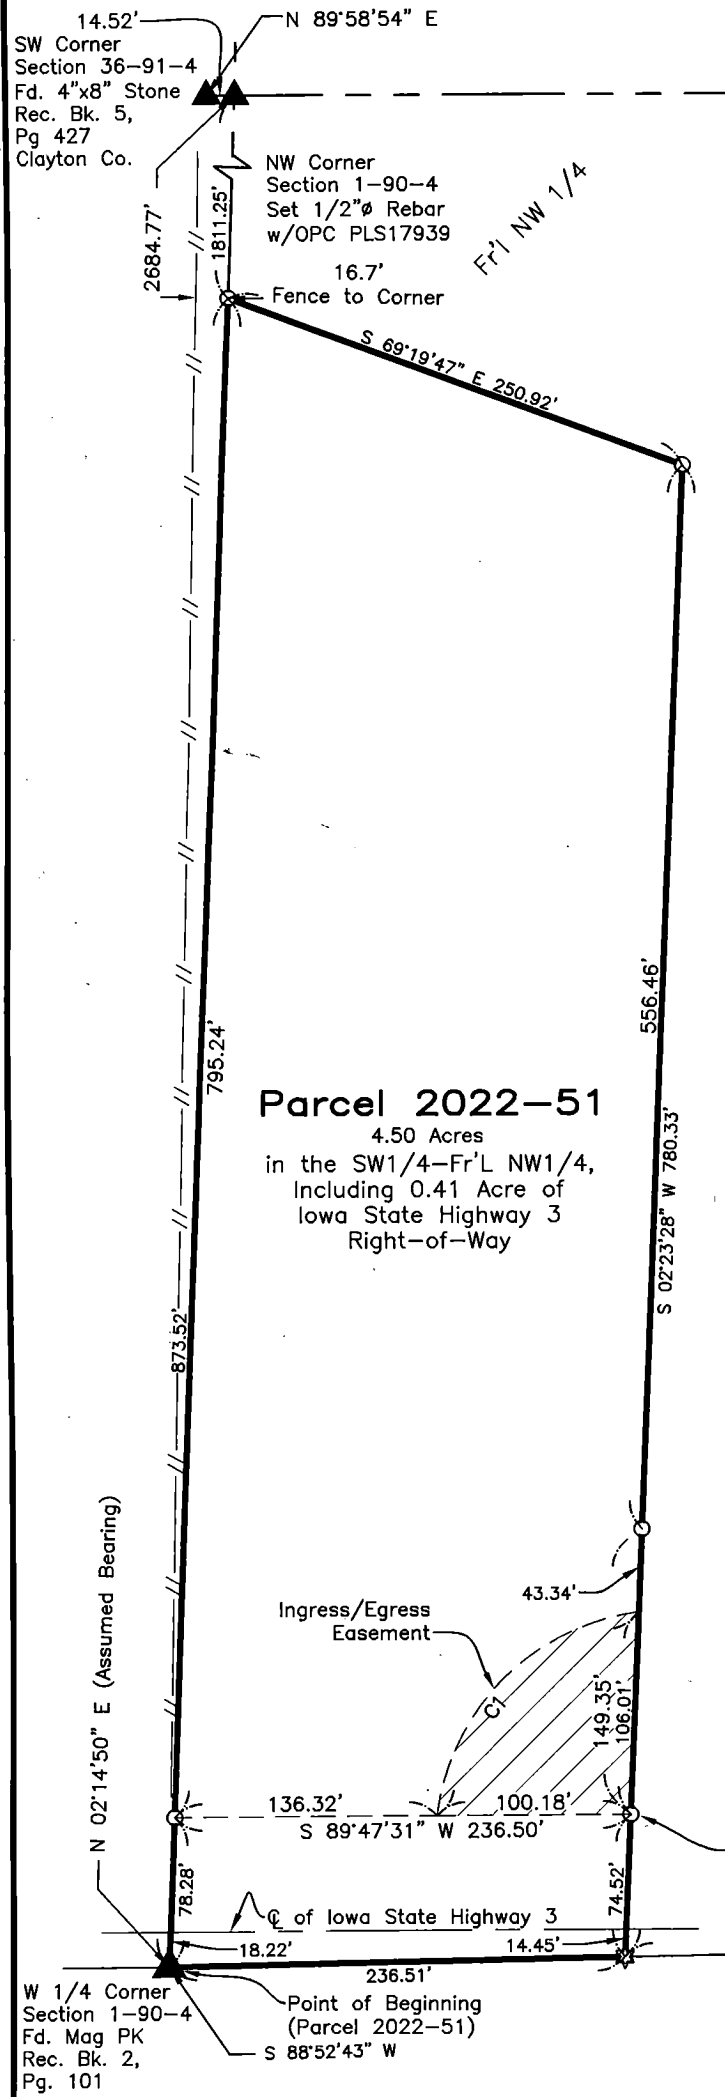 14.52'
N 89°58'54" E
SW Corner
Section 36-91-4
Fd. 4"x8" Stone
Rec. Bk. 5,
Pg 427
Clayton Co.
NW Corner
Section 1-90-4
Set 1/2"ø Rebar
w/OPC PLS17939
Fr'l NW 1/4
2684.77'
1811.25'
16.7'
Fence to Corner
S 69°19'47" E 250.92'
556.46'
795.24'
Parcel 2022-51
4.50 Acres
in the SW1/4-Fr'L NW1/4,
Including 0.41 Acre of
Iowa State Highway 3
Right-of-Way
S 02°23'28" W 780.33'
873.52'
N 02°14'50" E (Assumed Bearing)
43.34'
Ingress/Egress
Easement
C1
149.35'
106.01'
136.32'
100.18'
S 89°47'31" W 236.50'
78.28'
74.52'
℄ of Iowa State Highway 3
18.22'
14.45'
236.51'
W 1/4 Corner
Section 1-90-4
Fd. Mag PK
Rec. Bk. 2,
Pg. 101
Point of Beginning
(Parcel 2022-51)
S 88°52'43" W